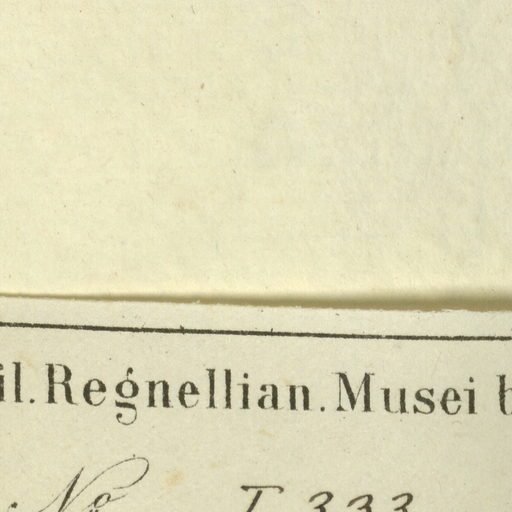 il. Regnellian. Musei b
No I. 333